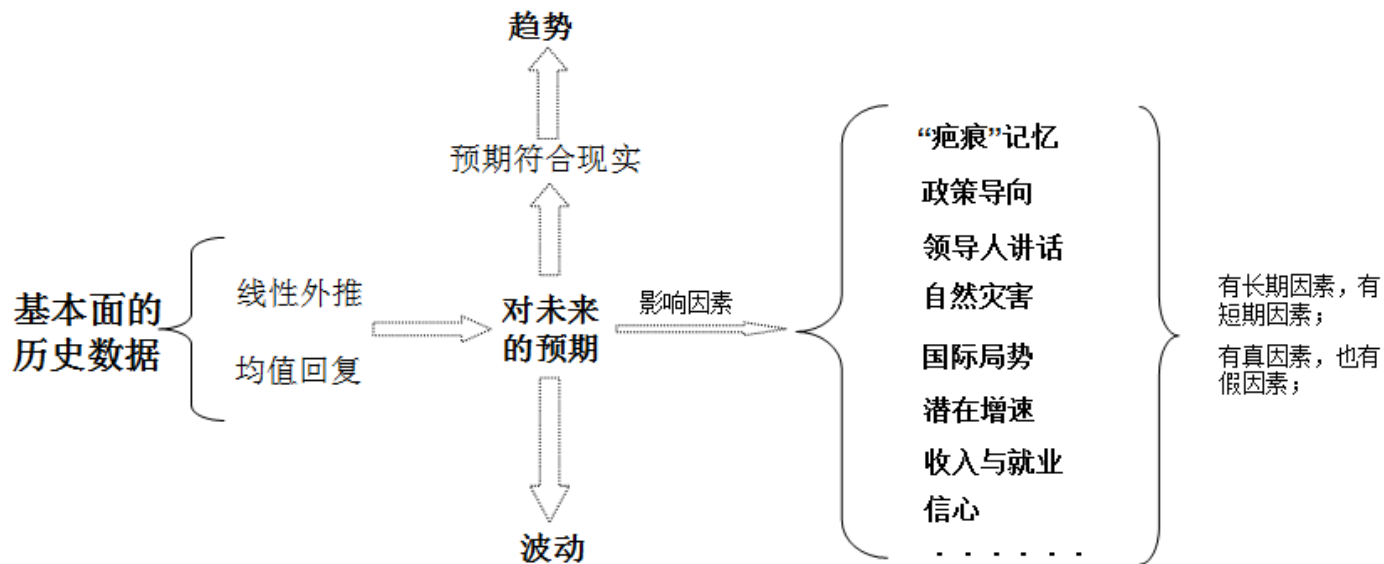 趋势
预期符合现实
基本面的
历史数据
线性外推
均值回复
对未来
的预期
波动
影响因素
“疤痕”记忆
政策导向
领导人讲话
自然灾害
国际局势
潜在增速
收入与就业
信心
· · · · · ·
有长期因素，有
短期因素；
有真因素，也有
假因素；